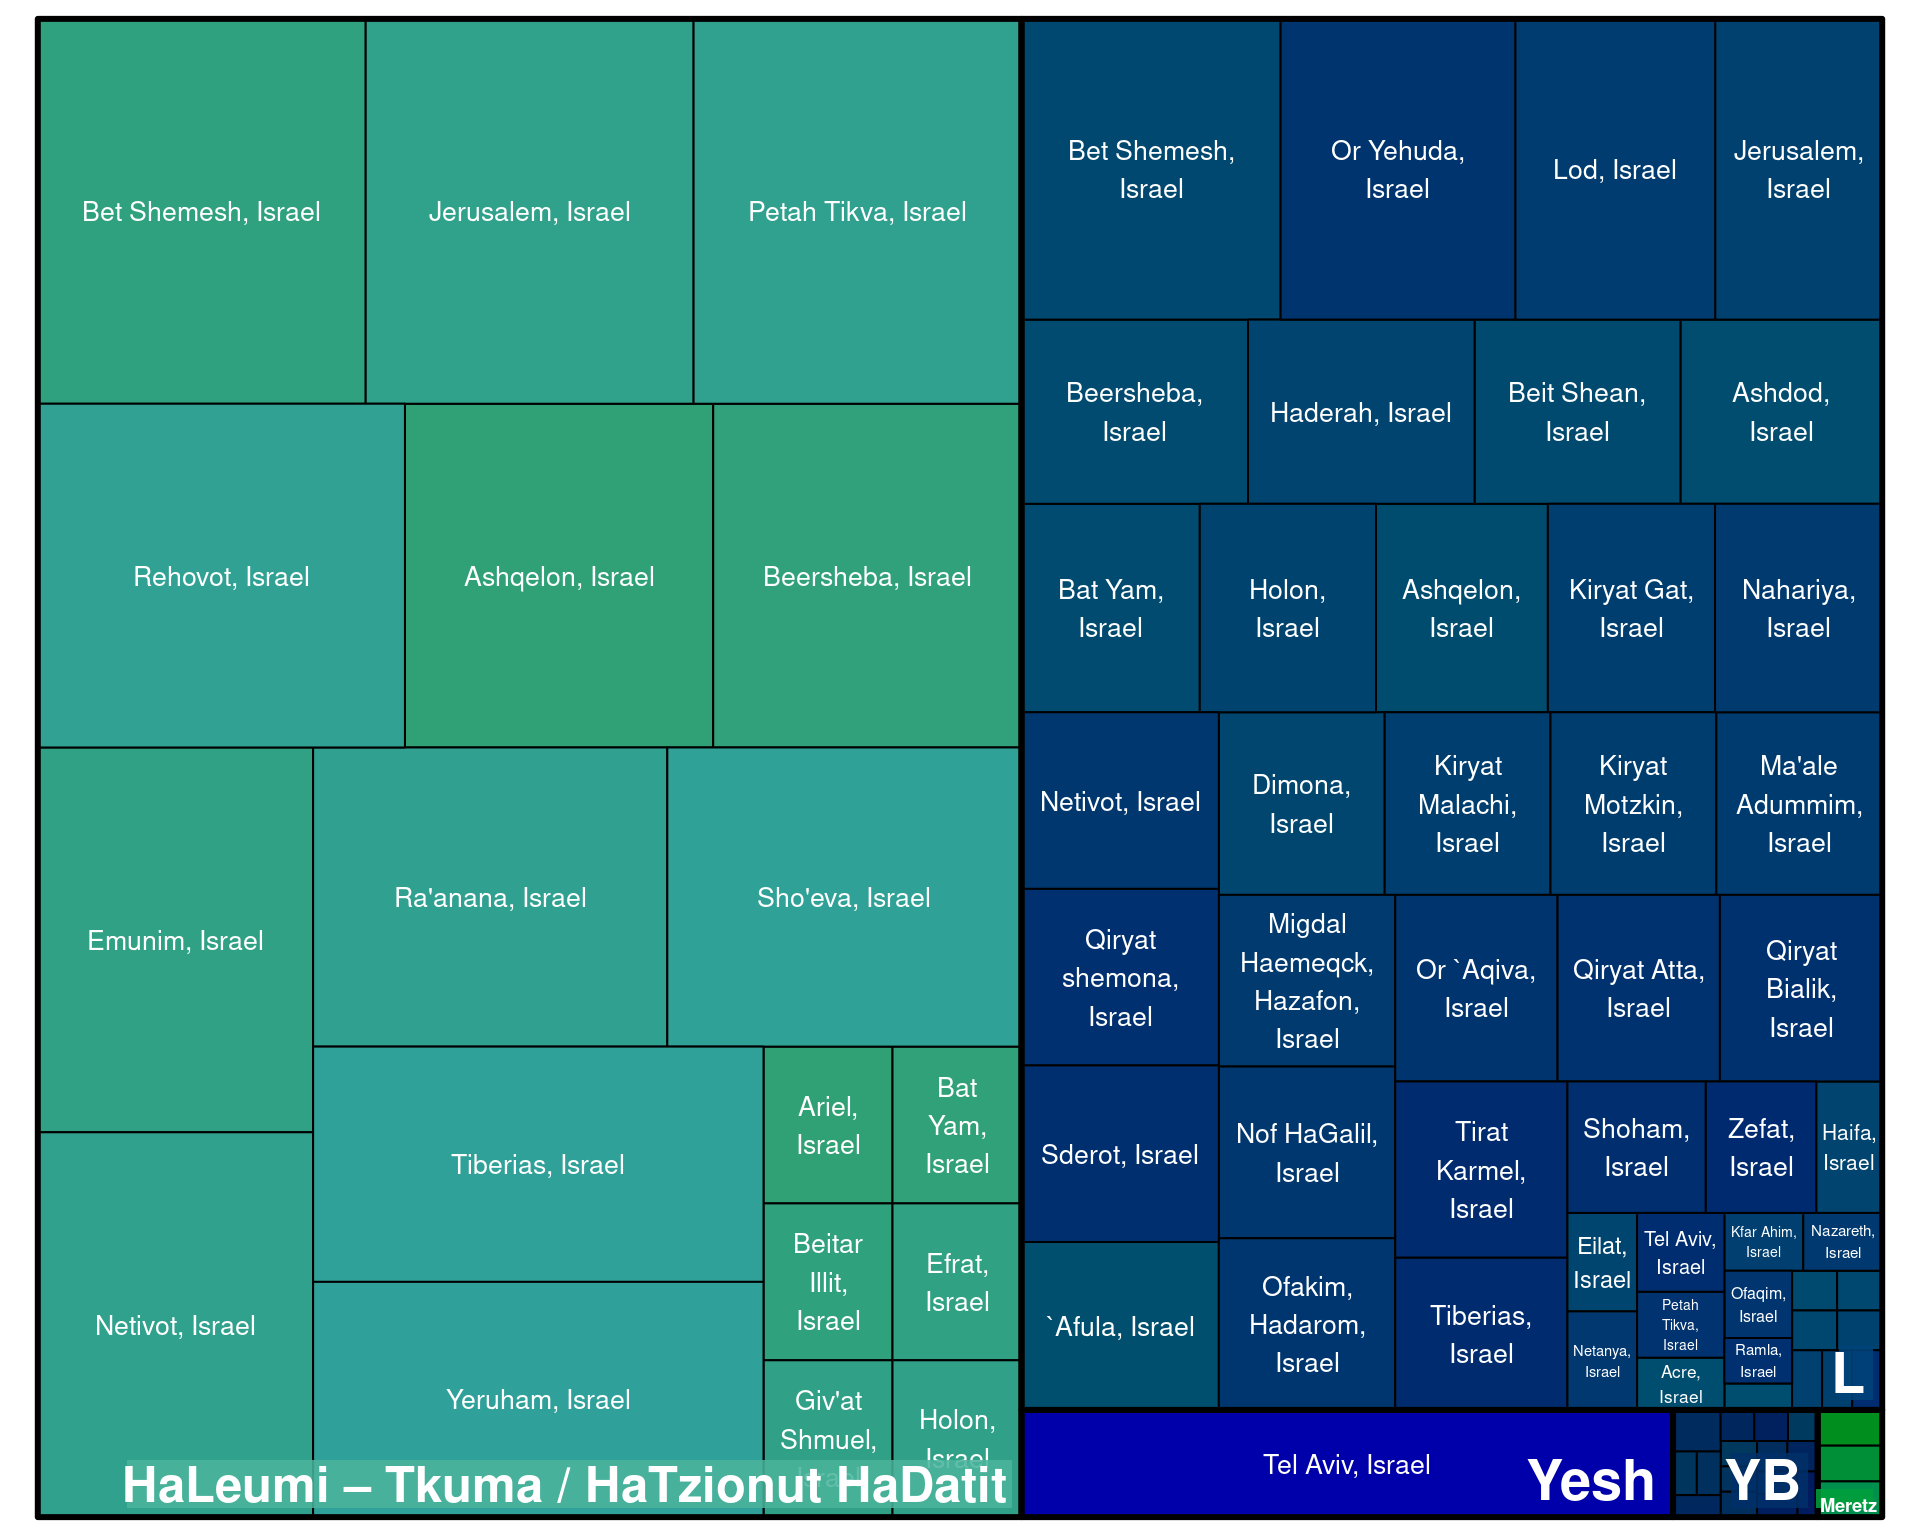 Bet Shemesh, Israel
Jerusalem, Israel
Petah Tikva, Israel
Rehovot, Israel
Ashqelon, Israel
Beersheba, Israel
Emunim, Israel
Ra'anana, Israel
Sho'eva, Israel
Netivot, Israel
Tiberias, Israel
Yeruham, Israel
Ariel,
Israel
Bat
Yam,
Israel
Beitar
Illit,
Israel
Efrat,
Israel
Giv'at
Shmuel,
Israel
Holon,
Israel
HaLeumi – Tkuma / HaTzionut HaDatit
Bet Shemesh,
Israel
Or Yehuda,
Israel
Lod, Israel
Jerusalem,
Israel
Beersheba,
Israel
Haderah, Israel
Beit Shean,
Israel
Ashdod,
Israel
Bat Yam,
Israel
Holon,
Israel
Ashqelon,
Israel
Kiryat Gat,
Israel
Nahariya,
Israel
Netivot, Israel
Dimona,
Israel
Kiryat
Malachi,
Israel
Kiryat
Motzkin,
Israel
Ma'ale
Adummim,
Israel
Qiryat
shemona,
Israel
Migdal
Haemeqck,
Hazafon,
Israel
Or `Aqiva,
Israel
Qiryat Atta,
Israel
Qiryat
Bialik,
Israel
Sderot, Israel
Nof HaGalil,
Israel
Tirat
Karmel,
Israel
Shoham,
Israel
Zefat,
Israel
Haifa,
Israel
`Afula, Israel
Ofakim,
Hadarom,
Israel
Tiberias,
Israel
Eilat,
Israel
Netanya,
Israel
Tel Aviv,
Israel
Petah
Tikva,
Israel
Acre,
Israel
Kfar Ahim,
Israel
Nazareth,
Israel
Ofaqim,
Israel
Ramla,
Israel
L
Tel Aviv, Israel
Yesh
YB
Meretz